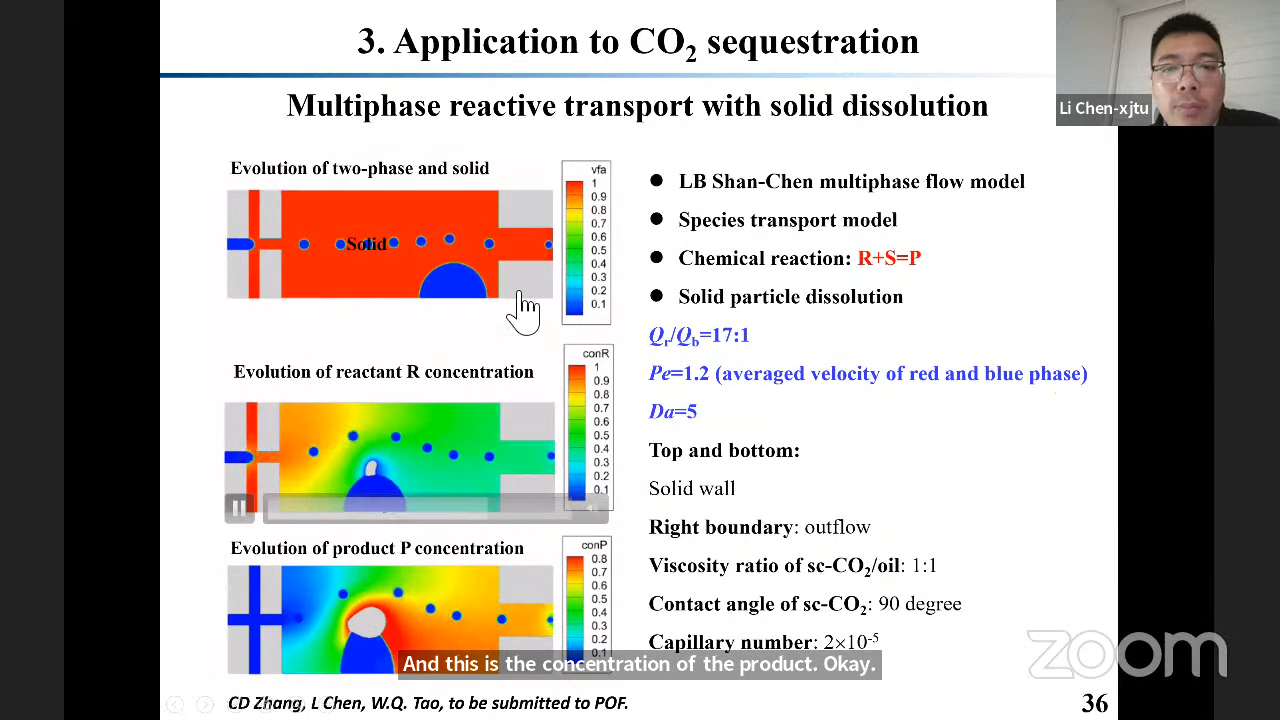 3. Application to CO₂ sequestration
Li Chen-xjtu
Multiphase reactive transport with solid dissolution
Evolution of two-phase and solid
vfa
1
0.9
0.8
0.7
0.6
0.5
0.4
0.3
0.2
0.1
Solid
Evolution of reactant R concentration
conR
1
0.9
0.8
0.7
0.6
0.5
0.4
0.3
0.2
0.1
Evolution of product P concentration
conP
0.8
0.7
0.6
0.5
0.4
0.3
0.2
0.1
● LB Shan-Chen multiphase flow model
● Species transport model
● Chemical reaction: R+S=P
● Solid particle dissolution
Qr/Qb=17:1
Pe=1.2 (averaged velocity of red and blue phase)
Da=5
Top and bottom:
Solid wall
Right boundary: outflow
Viscosity ratio of sc-CO₂/oil: 1:1
Contact angle of sc-CO₂: 90 degree
Capillary number: 2×10⁻⁵
And this is the concentration of the product. Okay.
zoom
CD Zhang, L Chen, W.Q. Tao, to be submitted to POF.
36